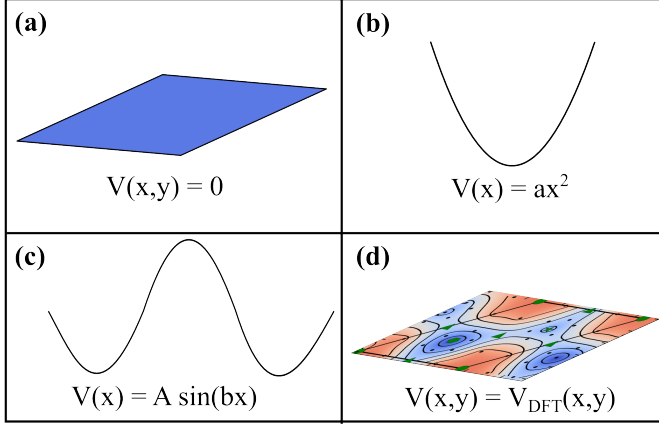 (a)
V(x,y) = 0
(b)
V(x) = ax²
(c)
V(x) = A sin(bx)
(d)
V(x,y) = V_DFT(x,y)